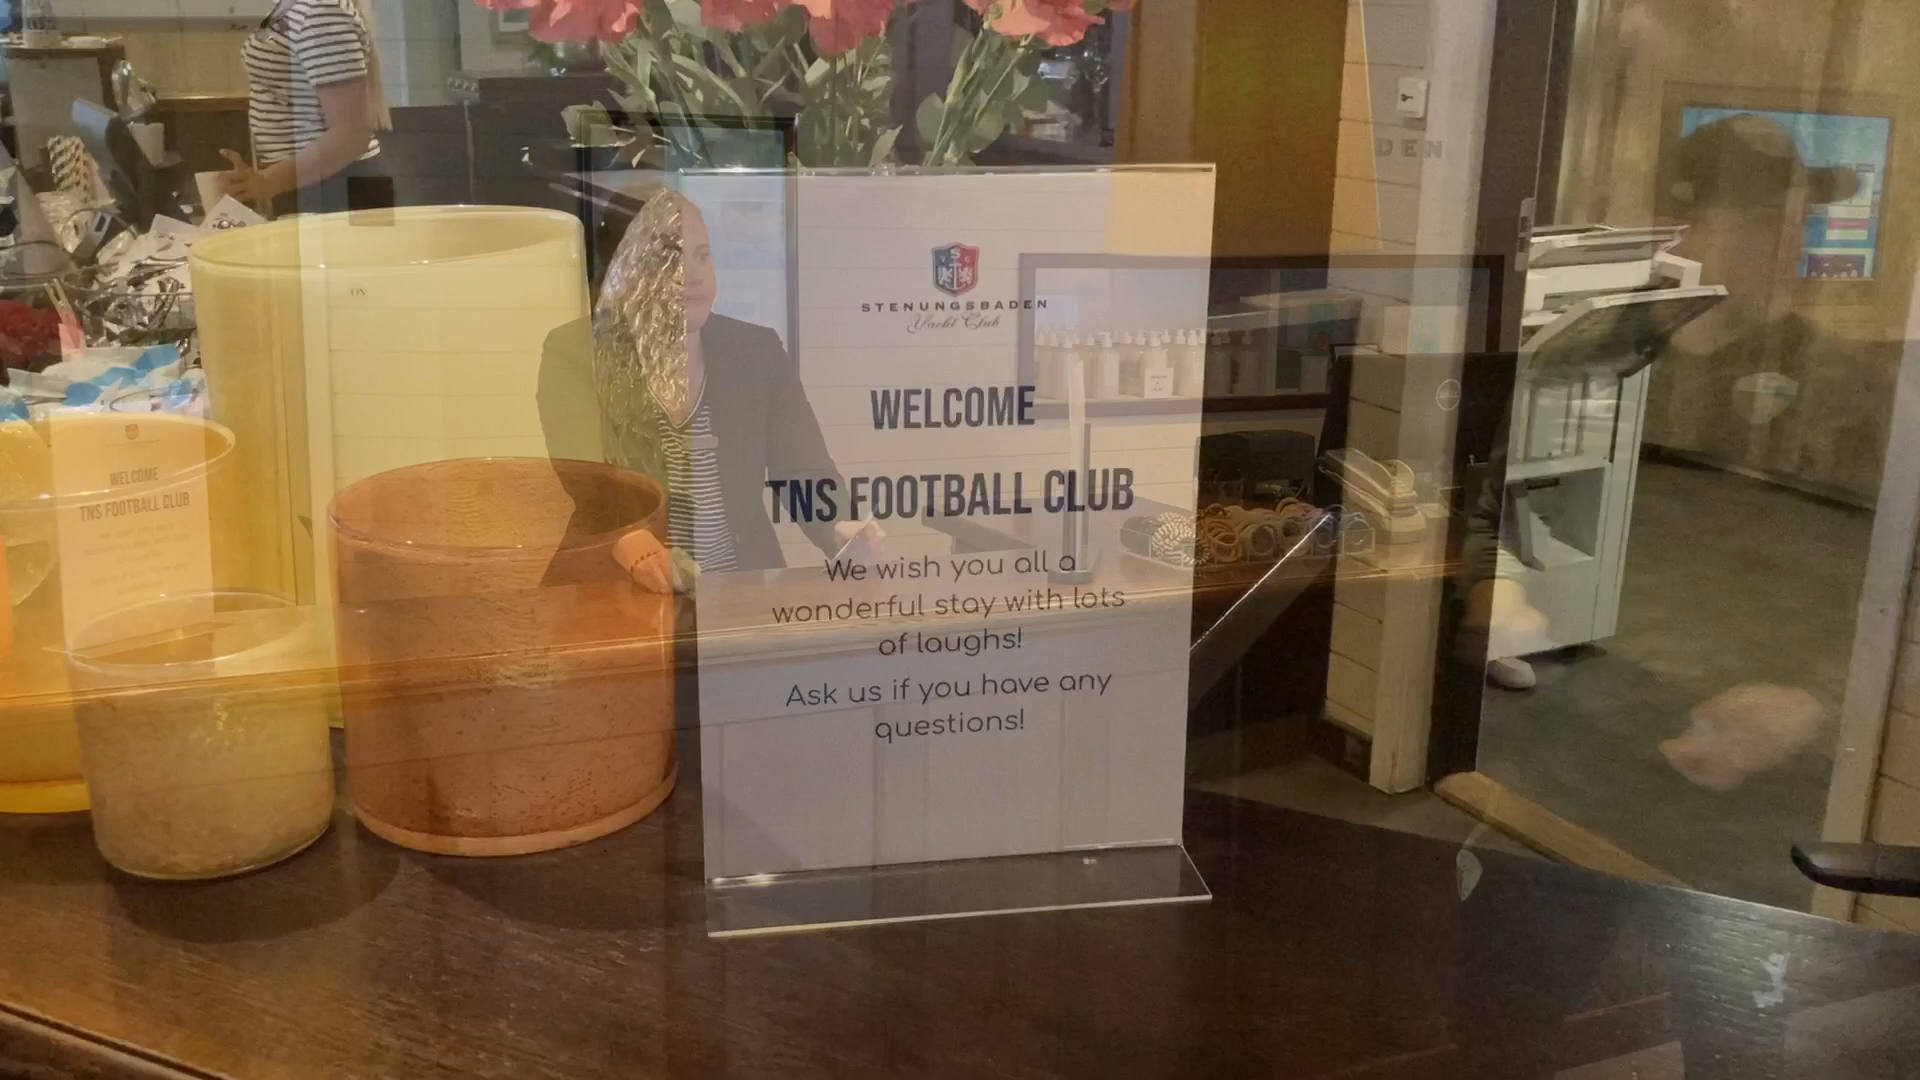 STENUNGSBADEN
Yacht Club
WELCOME
TNS FOOTBALL CLUB
We wish you all a
wonderful stay with lots
of laughs!
Ask us if you have any
questions!
WELCOME
TNS FOOTBALL CLUB
DEN